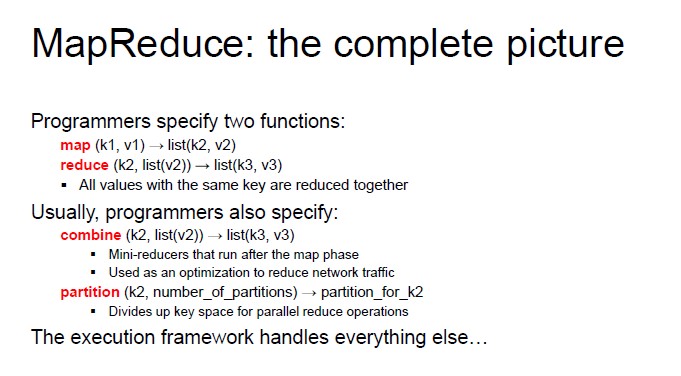 MapReduce: the complete picture
Programmers specify two functions:
map (k1, v1) → list(k2, v2)
reduce (k2, list(v2)) → list(k3, v3)
▪ All values with the same key are reduced together
Usually, programmers also specify:
combine (k2, list(v2)) → list(k3, v3)
▪ Mini-reducers that run after the map phase
▪ Used as an optimization to reduce network traffic
partition (k2, number_of_partitions) → partition_for_k2
▪ Divides up key space for parallel reduce operations
The execution framework handles everything else…